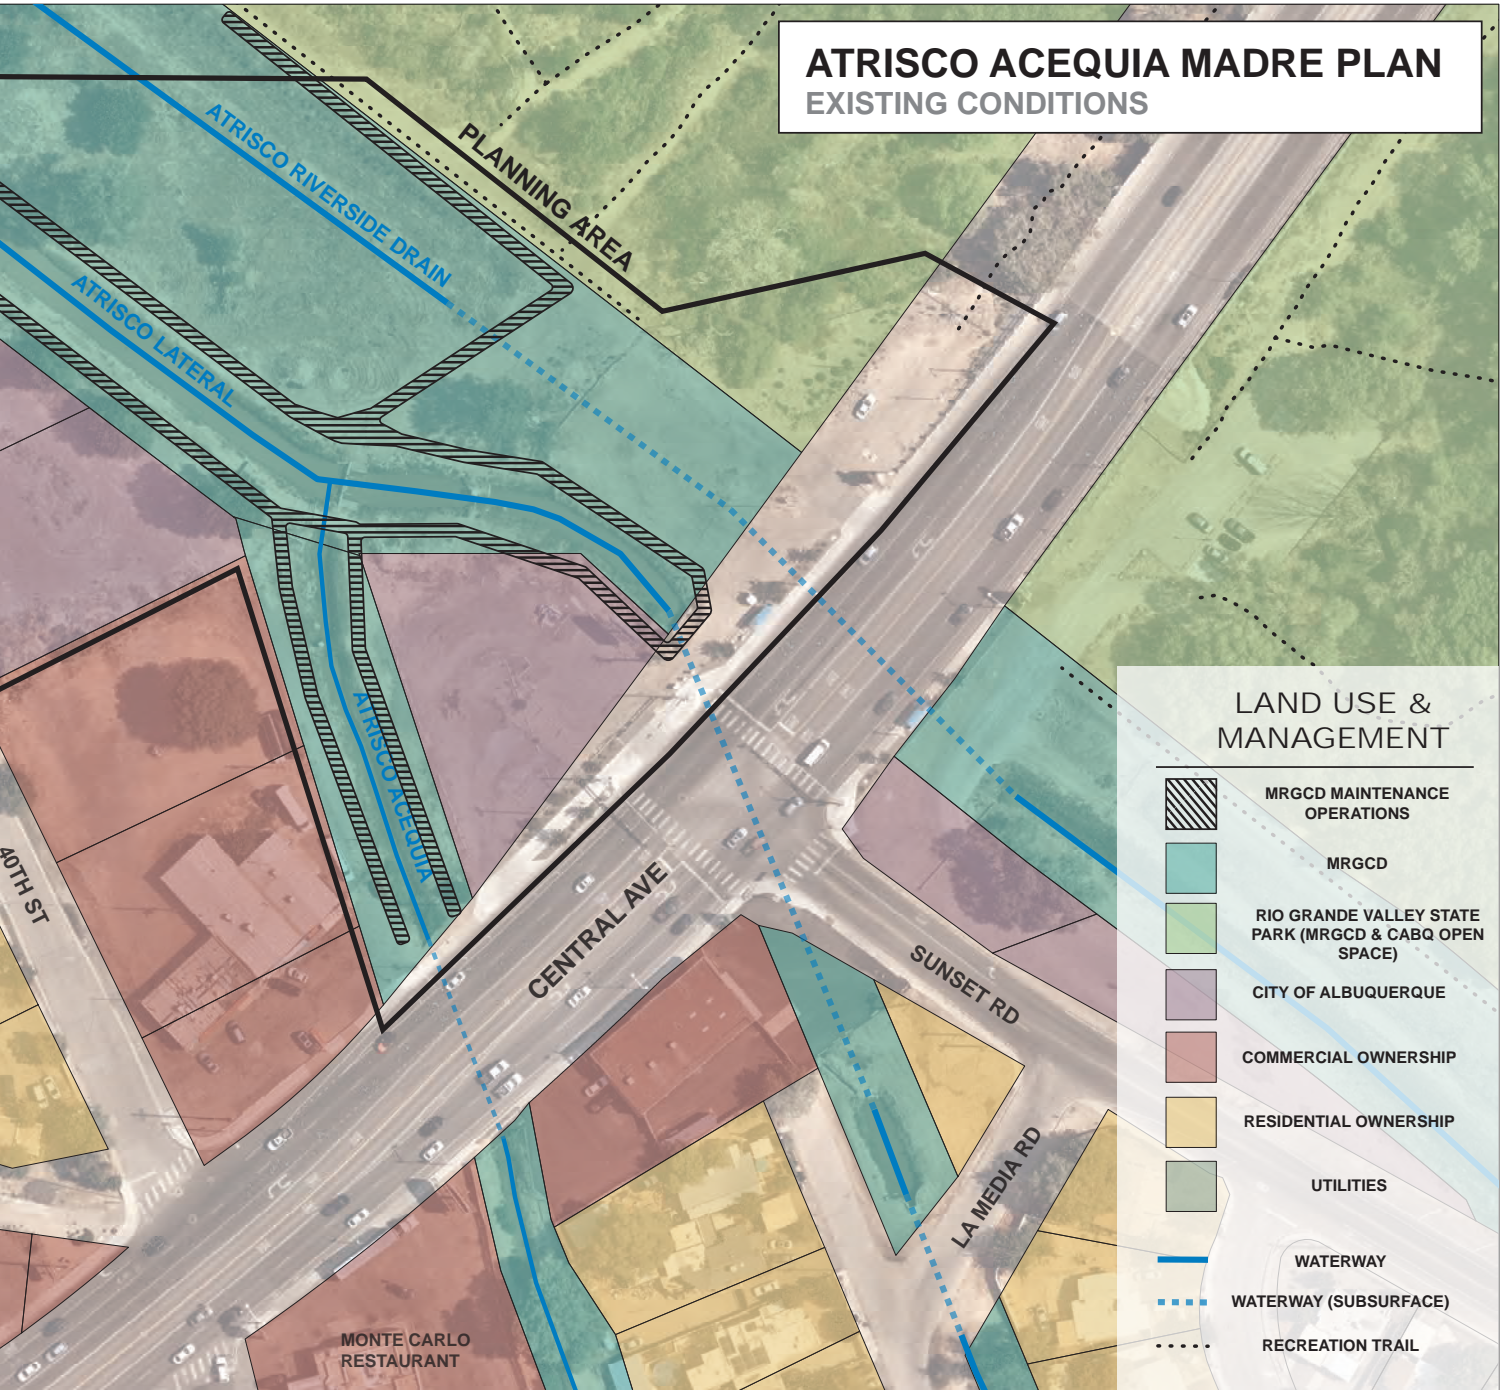 ATRISCO ACEQUIA MADRE PLAN
EXISTING CONDITIONS
ATRISCO RIVERSIDE DRAIN
PLANNING AREA
ATRISCO LATERAL
ATRISCO ACEQUIA
40TH ST
CENTRAL AVE
SUNSET RD
LA MEDIA RD
MONTE CARLO
RESTAURANT
LAND USE &
MANAGEMENT
MRGCD MAINTENANCE
OPERATIONS
MRGCD
RIO GRANDE VALLEY STATE
PARK (MRGCD & CABQ OPEN
SPACE)
CITY OF ALBUQUERQUE
COMMERCIAL OWNERSHIP
RESIDENTIAL OWNERSHIP
UTILITIES
WATERWAY
WATERWAY (SUBSURFACE)
RECREATION TRAIL